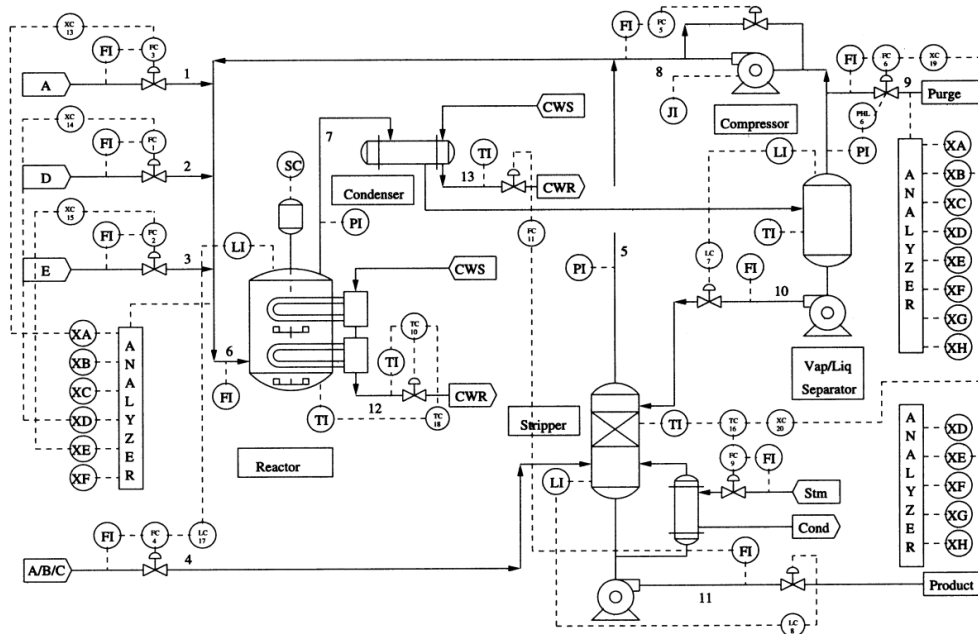 XC
13
FI
FC
3
A
1
XC
14
FI
FC
1
D
2
XC
15
FI
FC
2
E
3
LI
XA
XB
XC
XD
XE
XF
ANALYZER
6
FI
FI
FC
4
LC
17
A/B/C
4
SC
7
PI
Condenser
CWS
TI
13
CWR
FC
11
CWS
TC
10
TI
12
CWR
TI
TC
18
Reactor
FI
FC
5
8
JI
Compressor
5
PI
LI
LC
7
FI
10
TI
Vap/Liq
Separator
FI
FC
6
XC
19
9
Purge
PHL
6
PI
ANALYZER
XA
XB
XC
XD
XE
XF
XG
XH
Stripper
TI
TC
16
XC
20
FC
9
FI
Stm
Cond
LI
FI
11
LC
8
Product
ANALYZER
XD
XE
XF
XG
XH